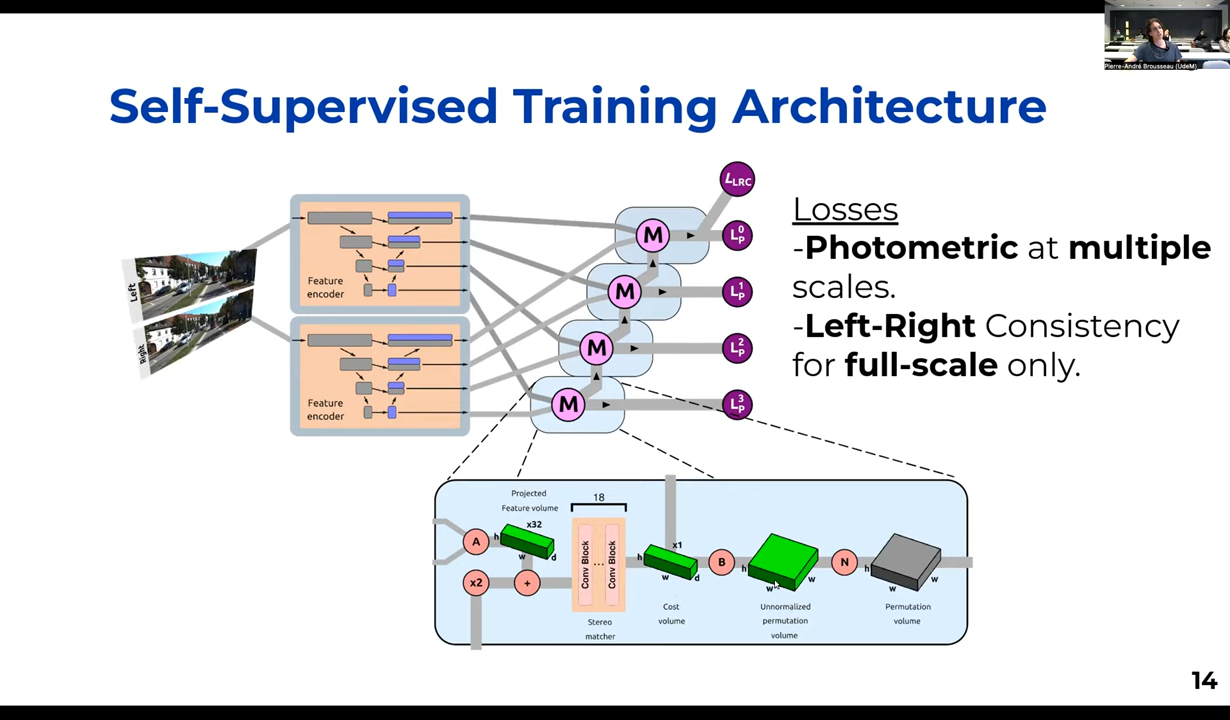 Pierre-André Brousseau (UdeM)
Self-Supervised Training Architecture
Left
Right
Feature
encoder
Feature
encoder
M
M
M
M
L LRC
L 0 P
L 1 P
L 2 P
L 3 P
Losses
-Photometric at multiple
scales.
-Left-Right Consistency
for full-scale only.
Projected
Feature volume
x32
h
w
d
A
x2
+
18
Conv Block
...
Conv Block
Stereo
matcher
x1
h
w
d
Cost
volume
B
h
w
w
Unnormalized
permutation
volume
N
h
w
w
Permutation
volume
14